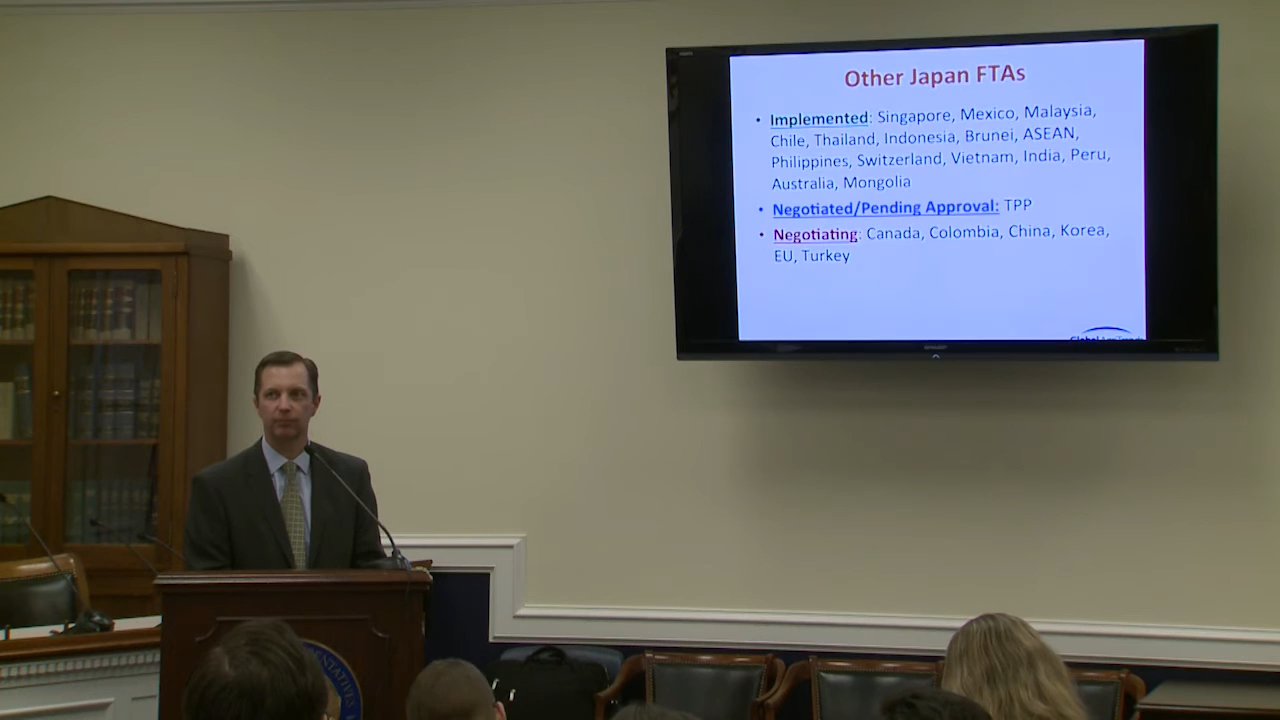 Other Japan FTAs
• Implemented: Singapore, Mexico, Malaysia,
Chile, Thailand, Indonesia, Brunei, ASEAN,
Philippines, Switzerland, Vietnam, India, Peru,
Australia, Mongolia
• Negotiated/Pending Approval: TPP
• Negotiating: Canada, Colombia, China, Korea,
EU, Turkey